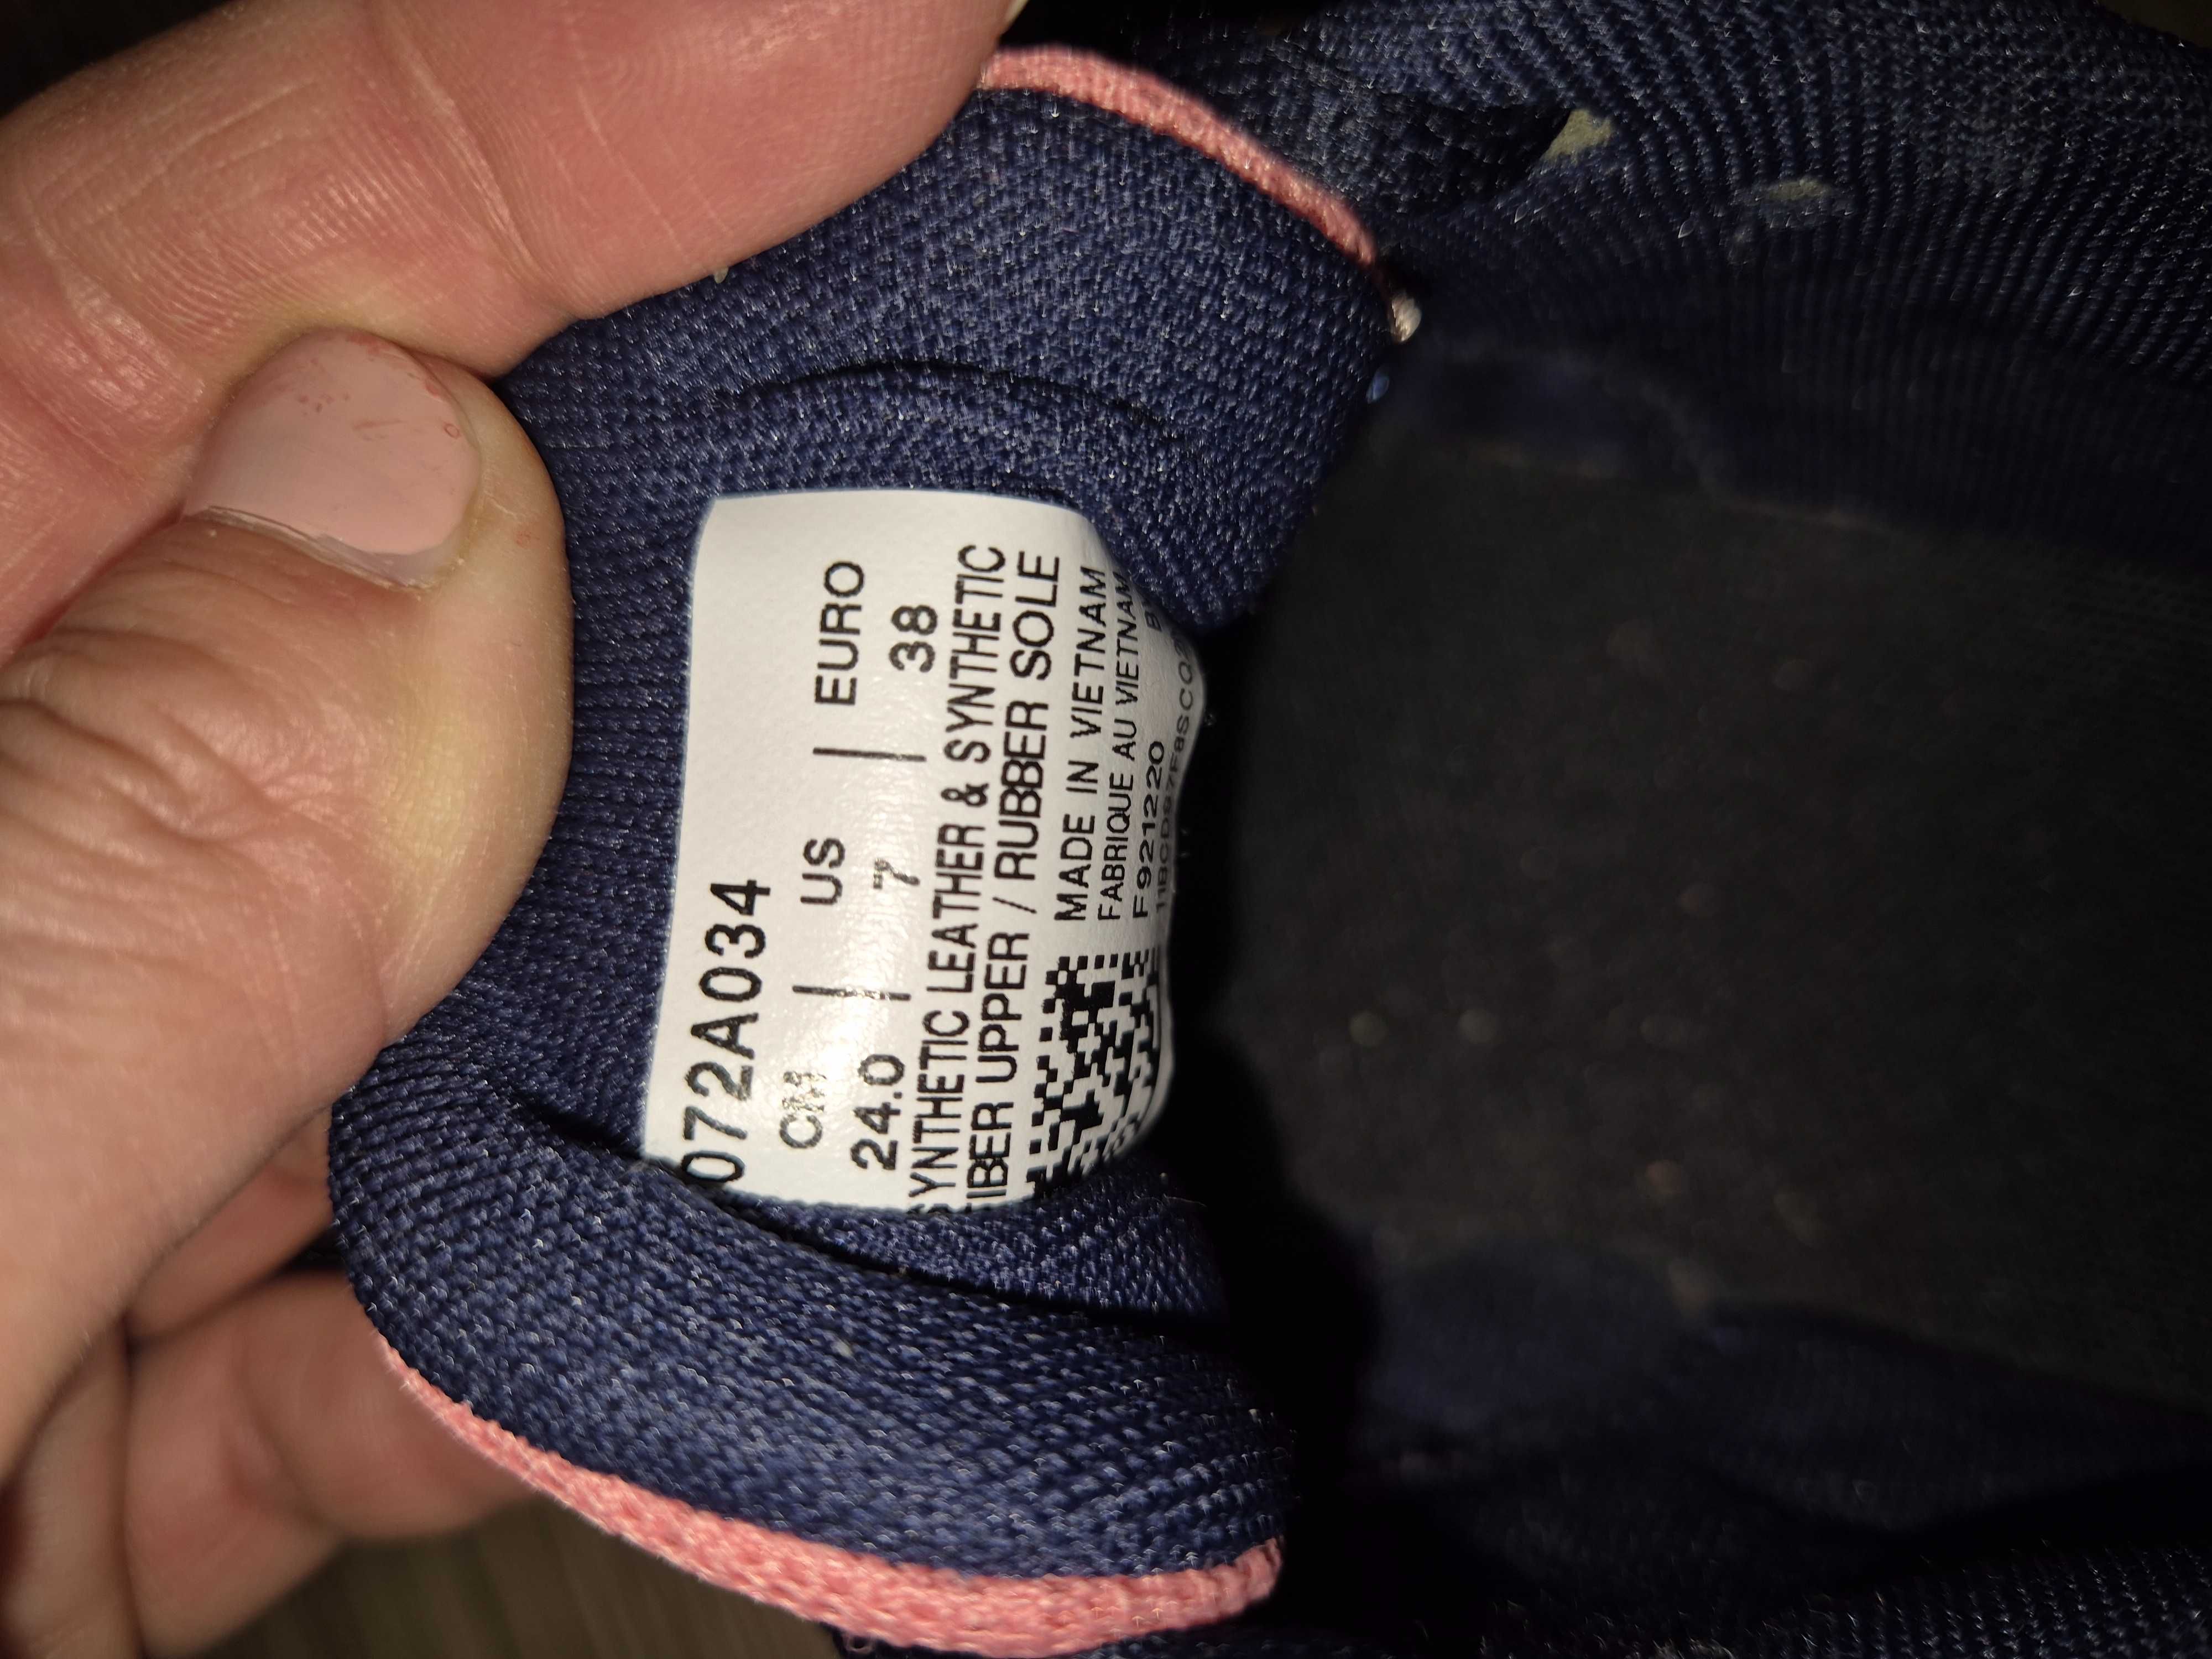 072A034
CM | US | EURO
24.0 | 7 | 38
SYNTHETIC LEATHER & SYNTHETIC
FIBER UPPER / RUBBER SOLE
MADE IN VIETNAM
FABRIQUE AU VIETNAM
F921220